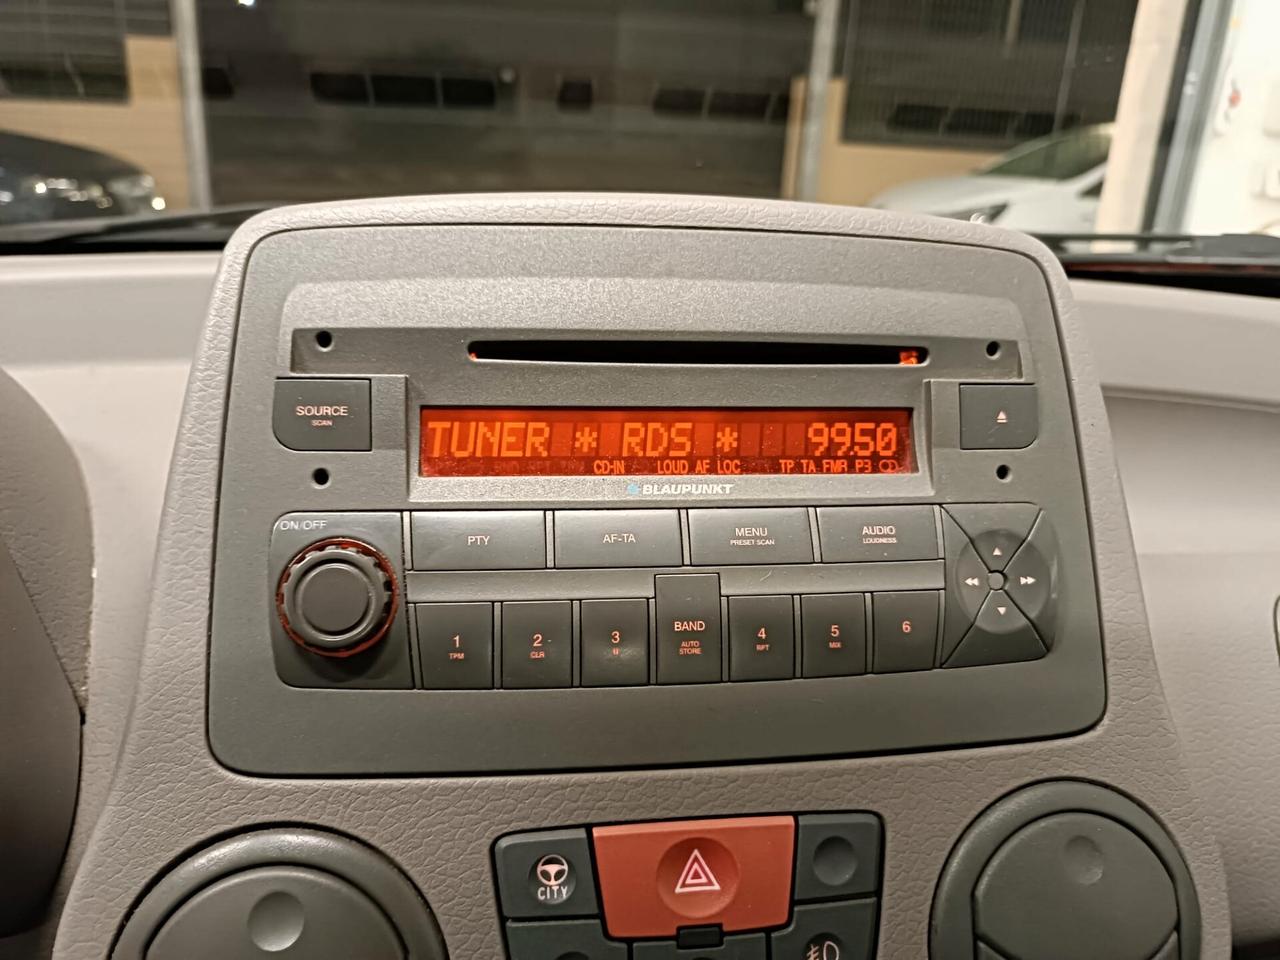 SOURCE
SCAN
TUNER * RDS * 99.50
CD-IN LOUD AF LOC TP TA FMR P3
BLAUPUNKT
ON/OFF
PTY
AF-TA
MENU
PRESET SCAN
AUDIO
LOUDNESS
1
TPM
2
CLR
3
BAND
AUTO
STORE
4
RPT
5
MIX
6
CITY